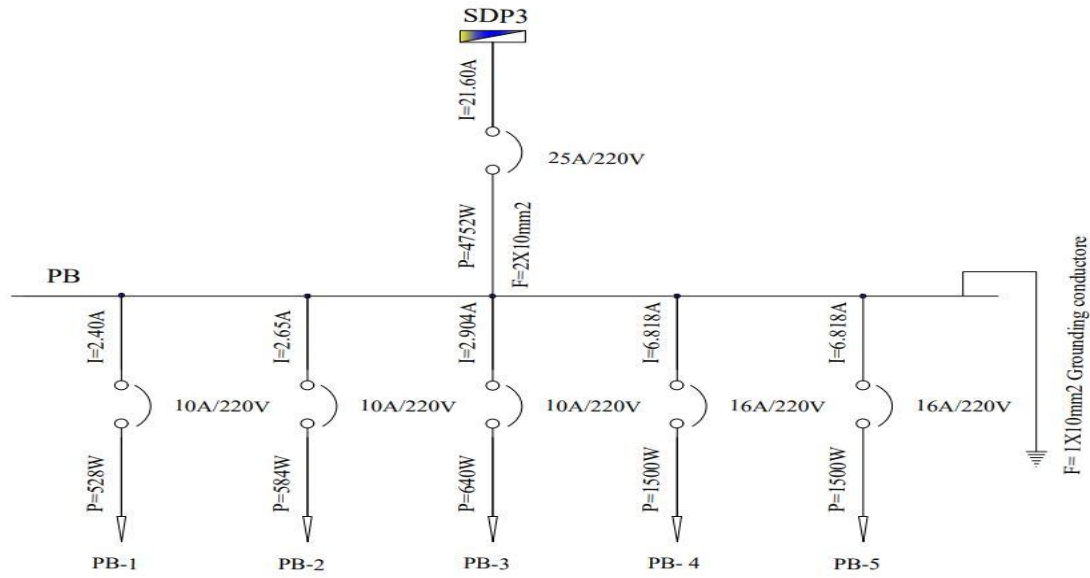 SDP3
I=21.60A
25A/220V
P=4752W
F=2X10mm2
PB
I=2.40A
I=2.65A
I=2.904A
I=6.818A
I=6.818A
10A/220V
10A/220V
10A/220V
16A/220V
16A/220V
P=528W
P=584W
P=640W
P=1500W
P=1500W
PB-1
PB-2
PB-3
PB- 4
PB-5
F= 1X10mm2 Grounding conductore